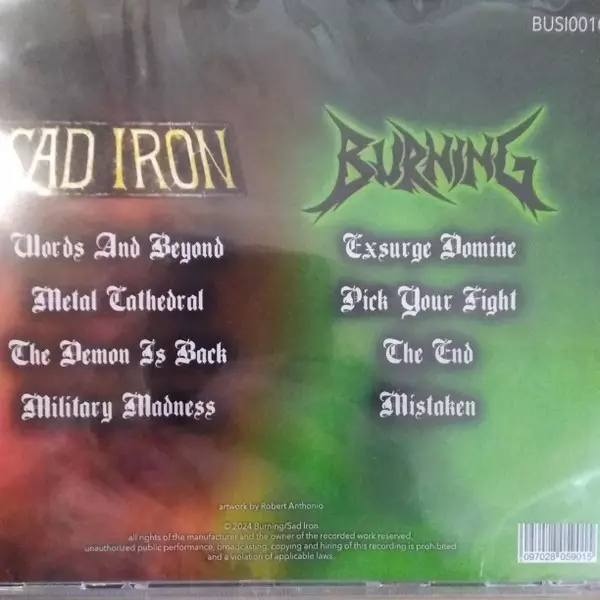 BUSI001
SAD IRON
Words And Beyond
Metal Cathedral
The Demon Is Back
Military Madness
BURNING
Exsurge Domine
Pick Your Fight
The End
Mistaken
artwork by Robert Anthonio
© 2024 Burning/Sad Iron
all rights of the manufacturer and the owner of the recorded work reserved.
unauthorized public performance, broadcasting, copying and hiring of this recording is prohibited
and a violation of applicable laws.
097028 059015